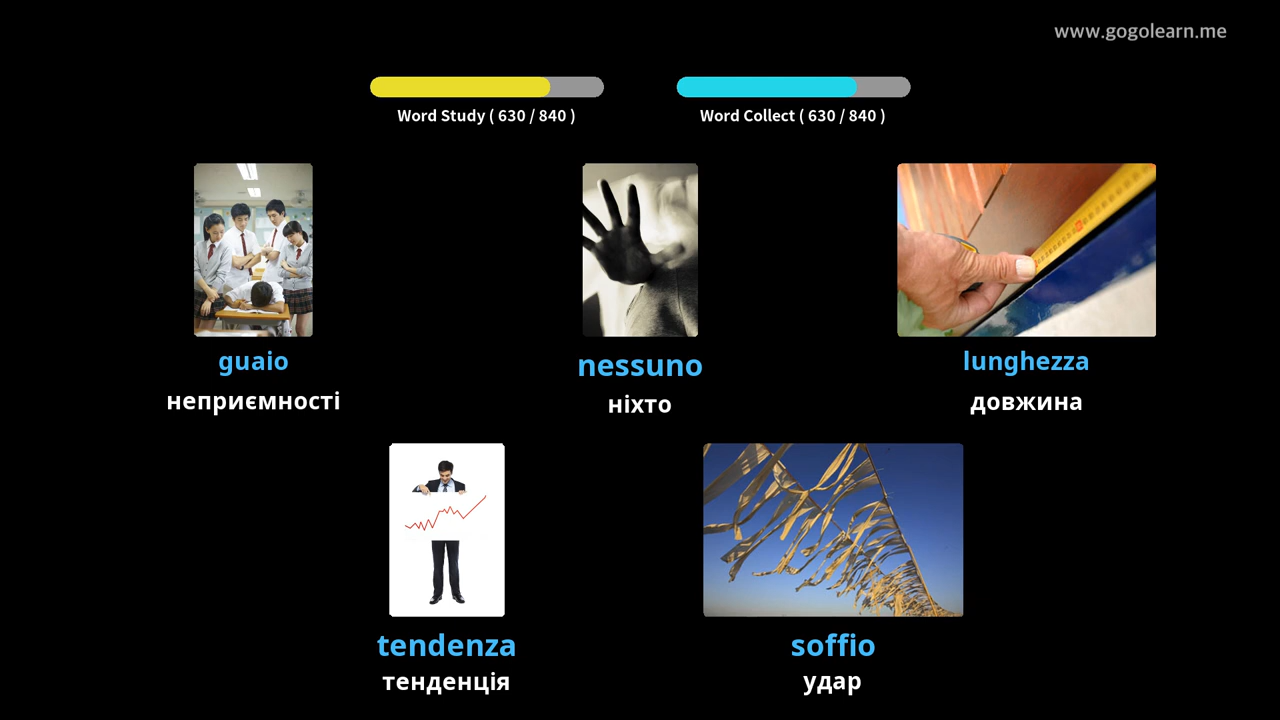 www.gogolearn.me
Word Study ( 630 / 840 )
Word Collect ( 630 / 840 )
guaio
nessuno
lunghezza
неприємності
ніхто
довжина
tendenza
soffio
тенденція
удар